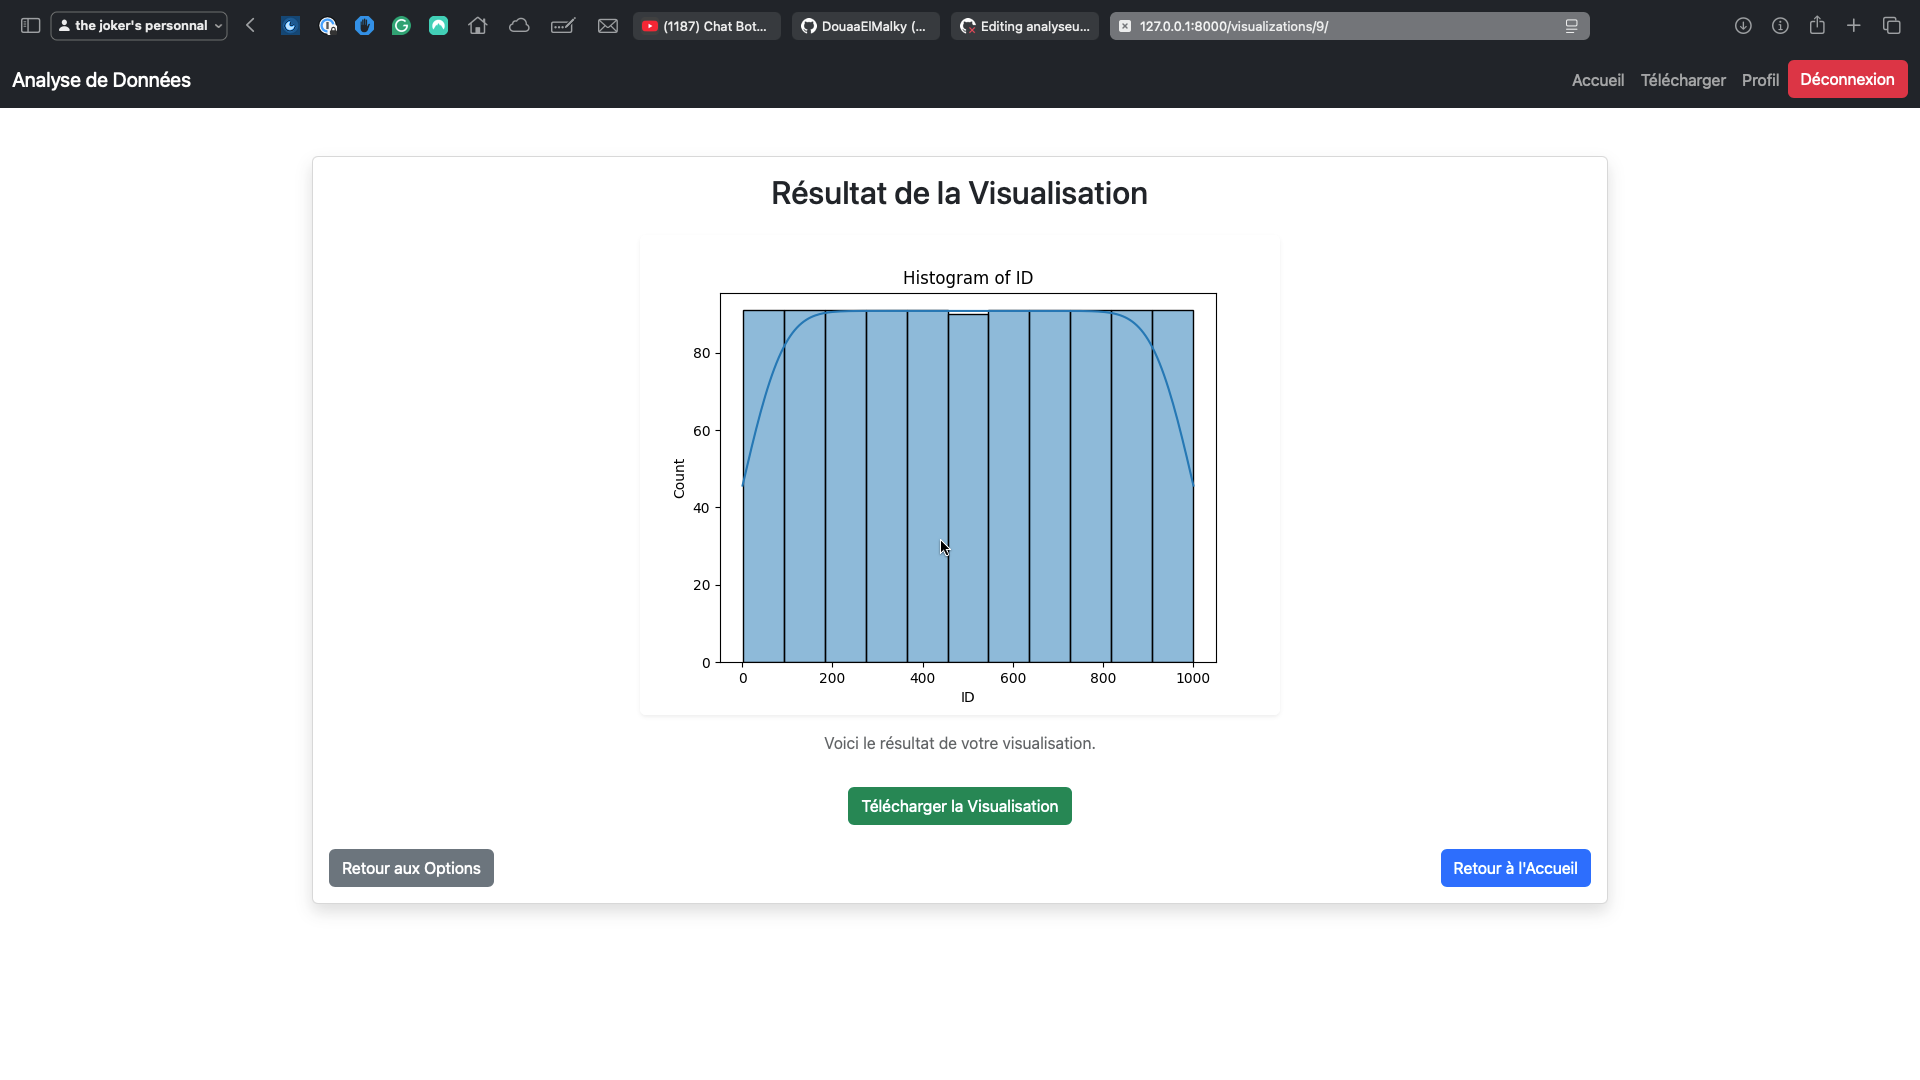 the joker's personnal
(1187) Chat Bot...
DouaaElMalky (...
Editing analyseu...
127.0.0.1:8000/visualizations/9/
Analyse de Données
Accueil
Télécharger
Profil
Déconnexion
Résultat de la Visualisation
Histogram of ID
80
60
40
20
0
Count
0
200
400
600
800
1000
ID
Voici le résultat de votre visualisation.
Télécharger la Visualisation
Retour aux Options
Retour à l'Accueil